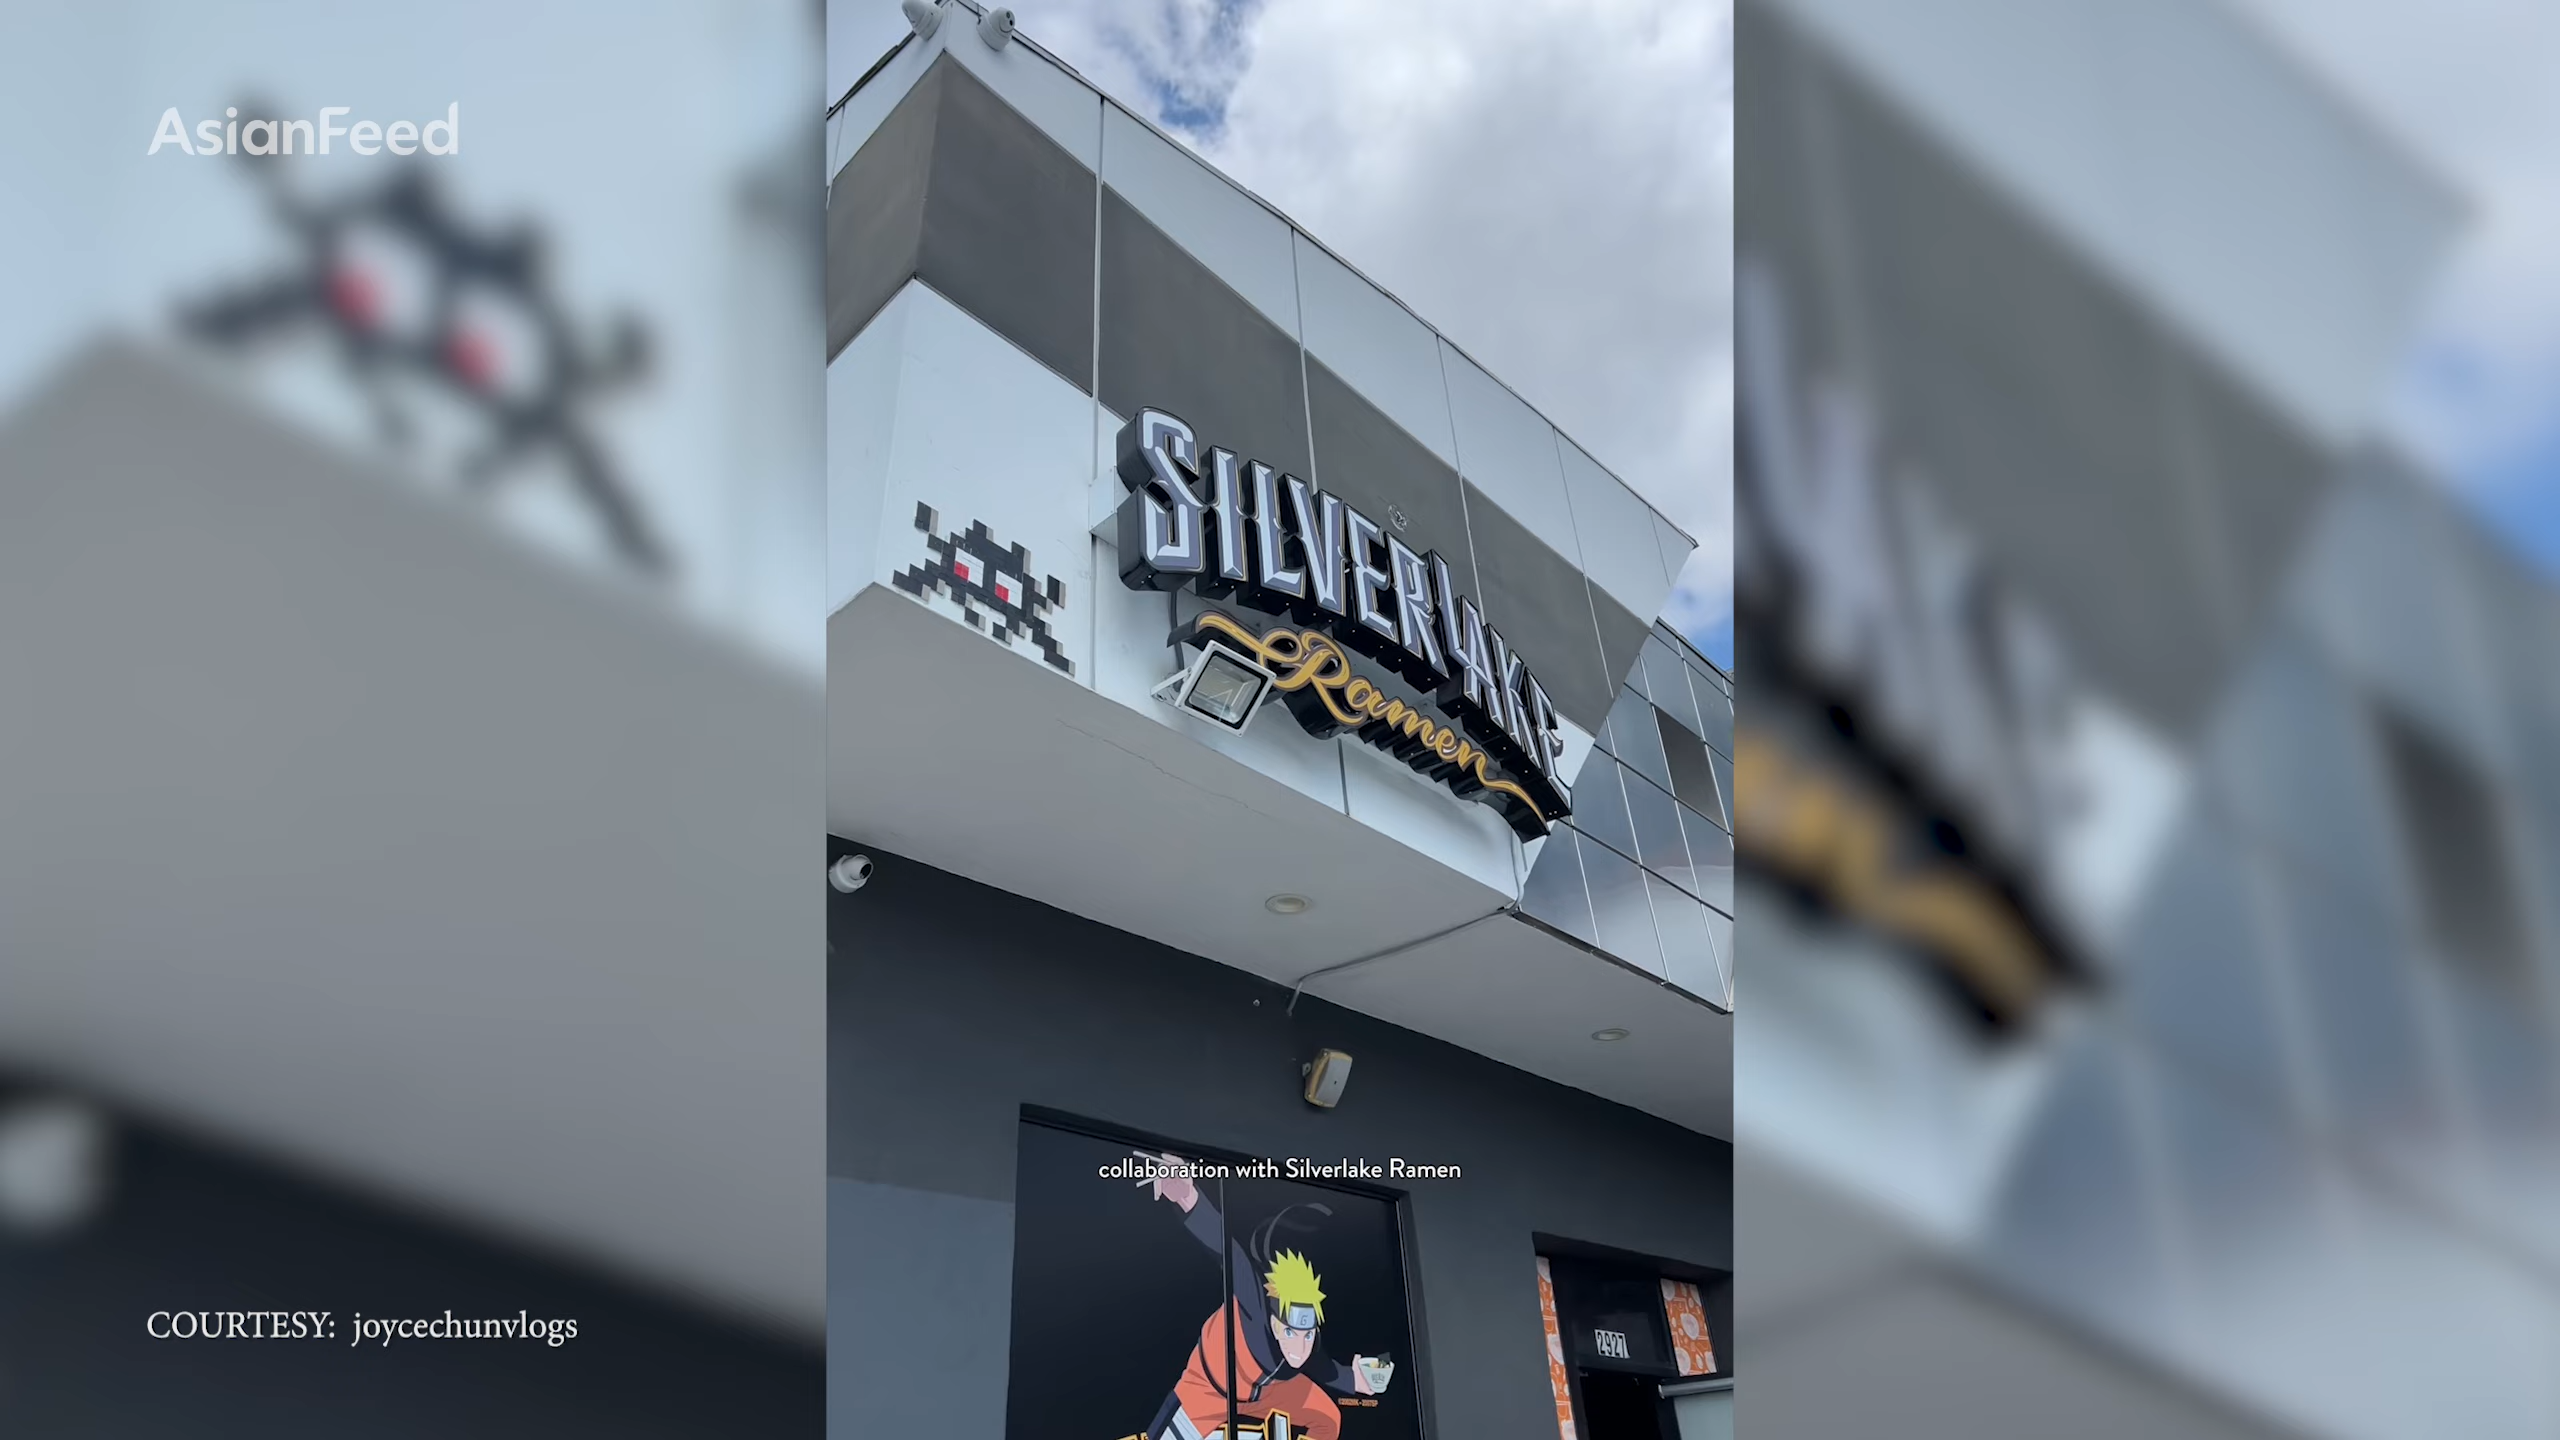 AsianFeed
SILVERLAKE
Ramen
collaboration with Silverlake Ramen
2927
COURTESY: joycechunvlogs